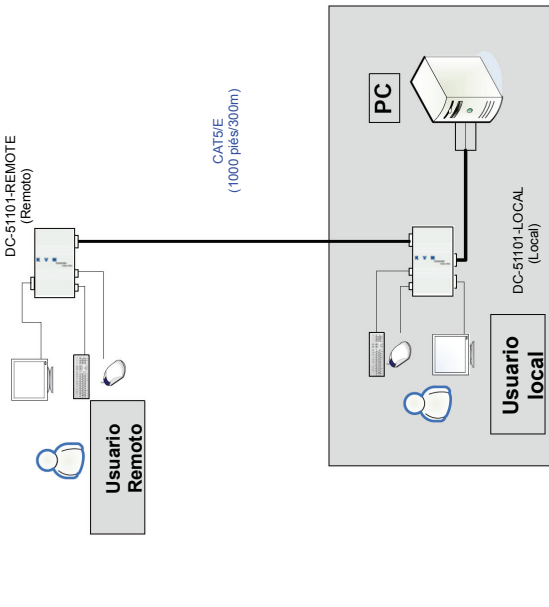 DC-51101-REMOTE
(Remoto)
CAT5/E
(1000 piés/300m)
PC
K V M
K V M
DC-51101-LOCAL
(Local)
Usuario
Remoto
Usuario
local